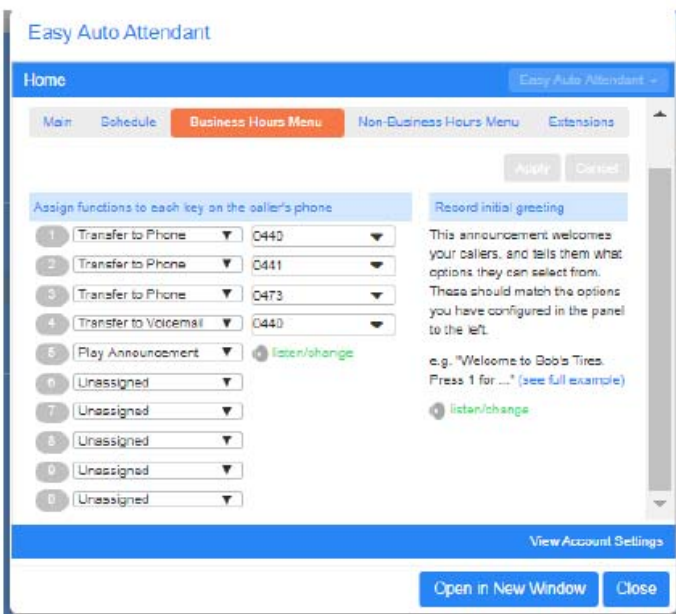 Easy Auto Attendant
Home
Easy Auto Attendant
Main Schedule Business Hours Menu Non-Business Hours Menu Extensions
Apply Cancel
Assign functions to each key on the caller's phone
1 Transfer to Phone 0440
2 Transfer to Phone 0441
3 Transfer to Phone 0473
4 Transfer to Voicemail 0440
5 Play Announcement listen/change
6 Unassigned
7 Unassigned
8 Unassigned
9 Unassigned
0 Unassigned
Record initial greeting
This announcement welcomes
your callers, and tells them what
options they can select from.
These should match the options
you have configured in the panel
to the left.
e.g. "Welcome to Bob's Tires.
Press 1 for ..." (see full example)
listen/change
View Account Settings
Open in New Window Close